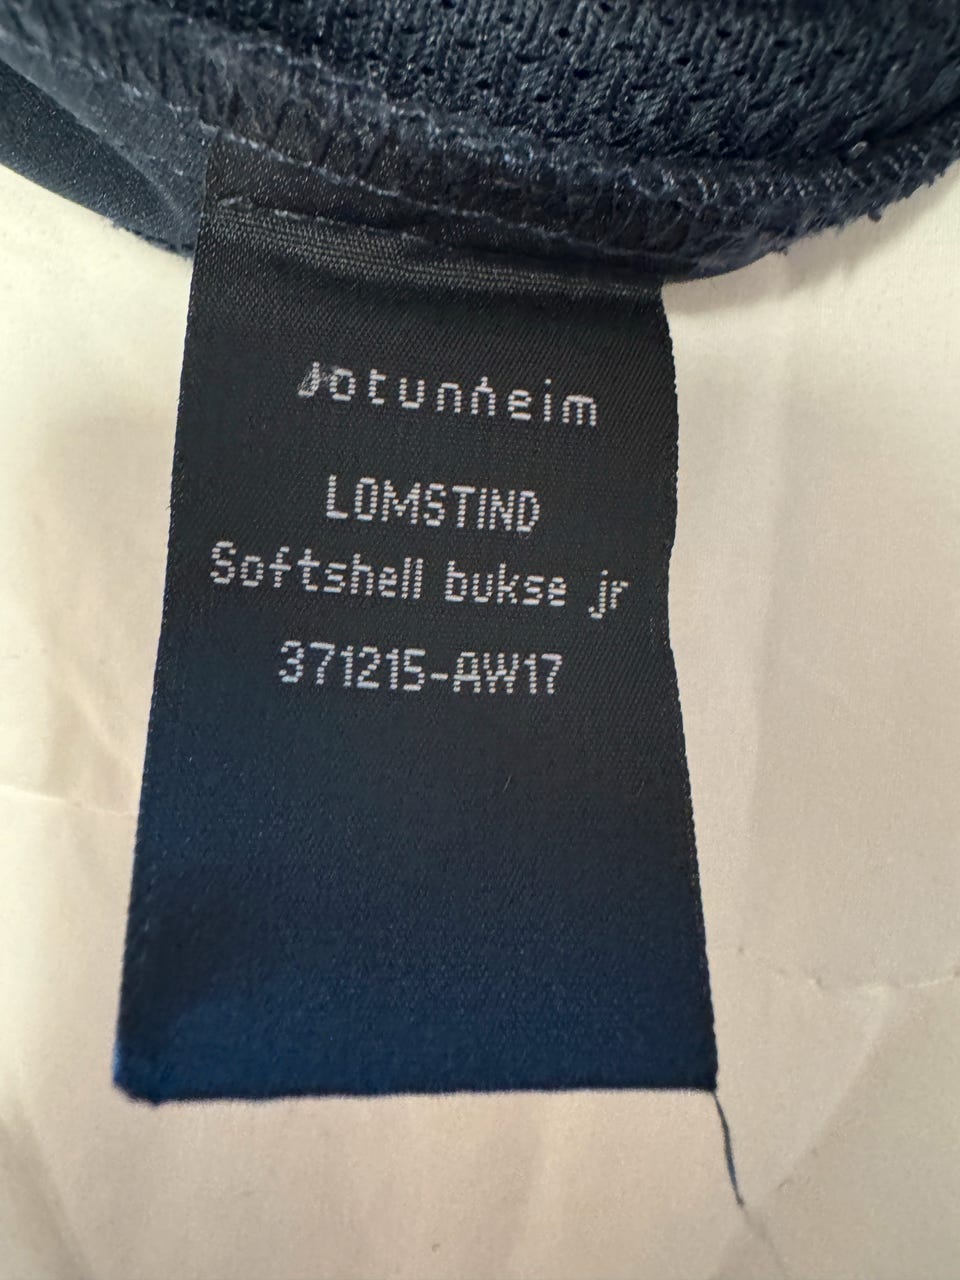 Jotunheim
LOMSTIND
Softshell bukse jr
371215-AW17